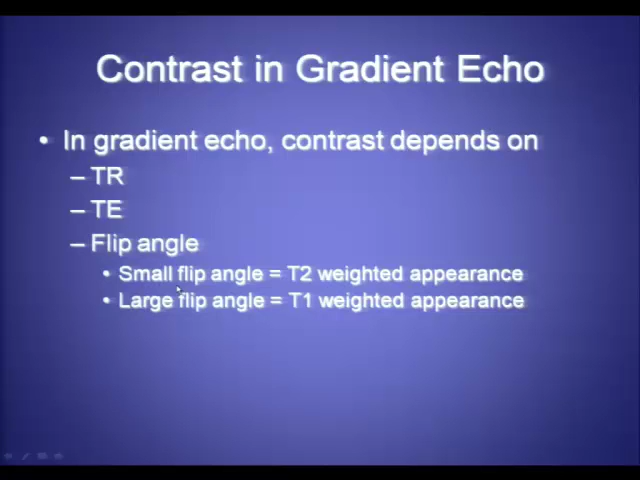 Contrast in Gradient Echo
• In gradient echo, contrast depends on
– TR
– TE
– Flip angle
• Small flip angle = T2 weighted appearance
• Large flip angle = T1 weighted appearance